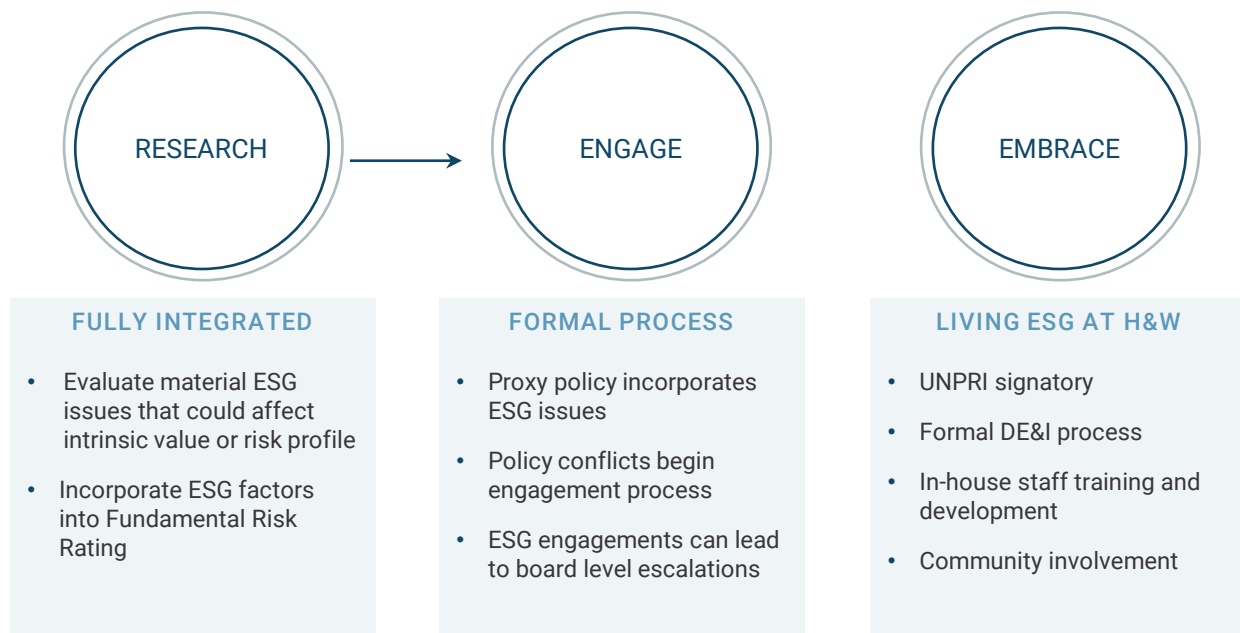 RESEARCH
ENGAGE
EMBRACE
FULLY INTEGRATED
• Evaluate material ESG
issues that could affect
intrinsic value or risk profile
• Incorporate ESG factors
into Fundamental Risk
Rating
FORMAL PROCESS
• Proxy policy incorporates
ESG issues
• Policy conflicts begin
engagement process
• ESG engagements can lead
to board level escalations
LIVING ESG AT H&W
• UNPRI signatory
• Formal DE&I process
• In-house staff training and
development
• Community involvement